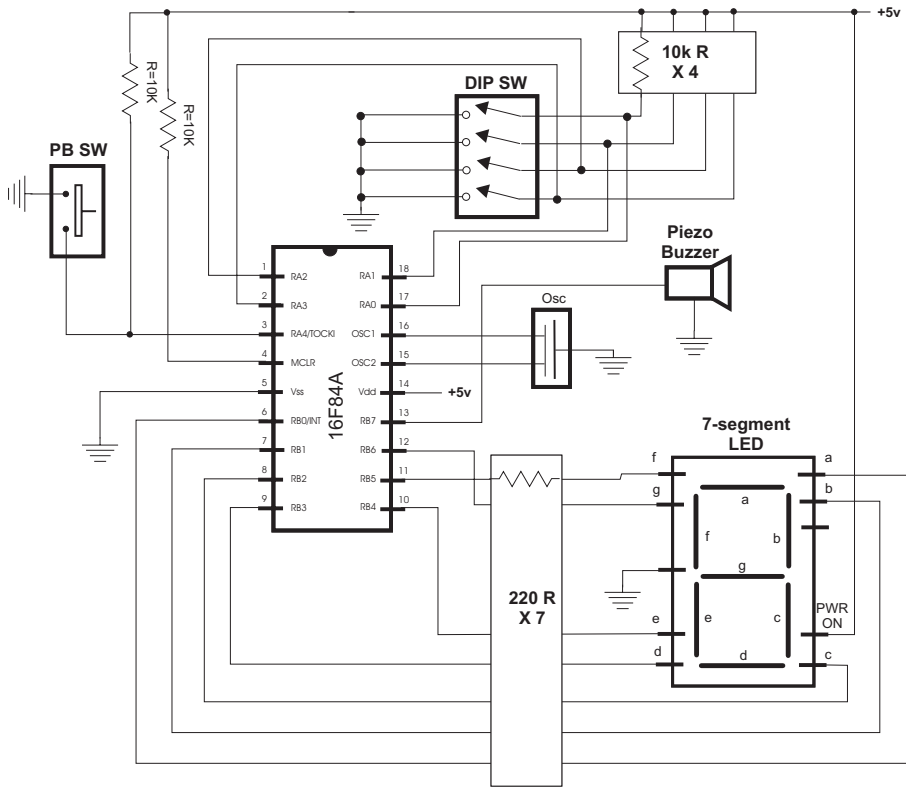 +5v
10k R
X 4
R=10K
R=10K
DIP SW
PB SW
Piezo
Buzzer
1
RA2
RA1
18
2
RA3
RA0
17
3
RA4/TOCKI
OSC1
16
4
MCLR
OSC2
15
5
Vss
Vdd
14
6
RB0/INT
RB7
13
7
RB1
RB6
12
8
RB2
RB5
11
9
RB3
RB4
10
16F84A
Osc
+5v
7-segment
LED
f
a
g
b
a
f
b
g
220 R
X 7
e
c
d
e
d
PWR
ON
c